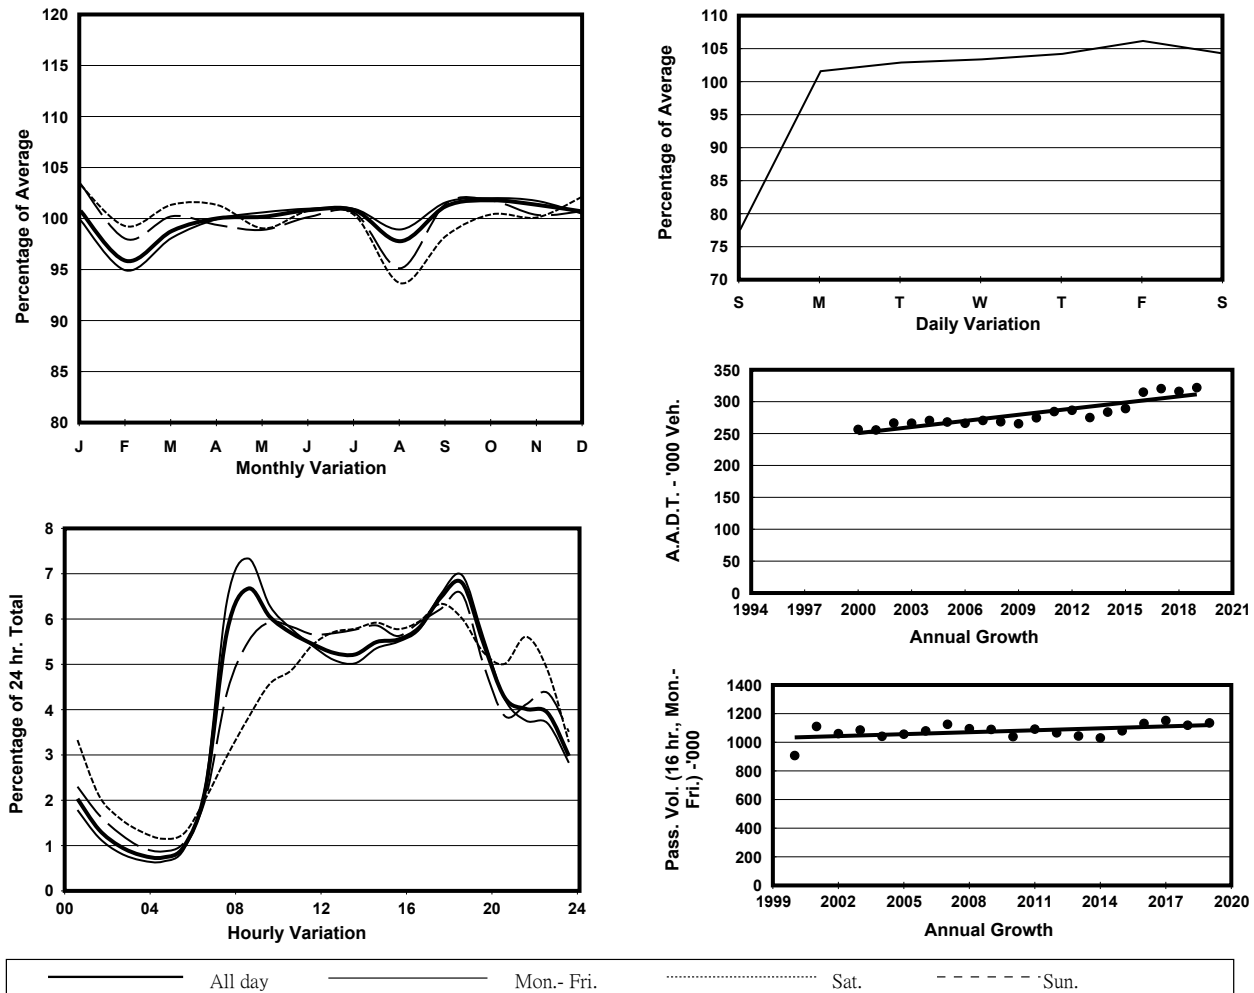 120
115
110
105
100
95
90
85
80
Percentage of Average
J F M A M J J A S O N D
Monthly Variation
110
105
100
95
90
85
80
75
70
Percentage of Average
S M T W T F S
Daily Variation
350
300
250
200
150
100
50
0
A.A.D.T. - '000 Veh.
1994 1997 2000 2003 2006 2009 2012 2015 2018 2021
Annual Growth
8
7
6
5
4
3
2
1
0
Percentage of 24 hr. Total
00 04 08 12 16 20 24
Hourly Variation
1400
1200
1000
800
600
400
200
0
Pass. Vol. (16 hr., Mon.-
Fri.) -'000
1999 2002 2005 2008 2011 2014 2017 2020
Annual Growth
All day Mon.- Fri. Sat. Sun.